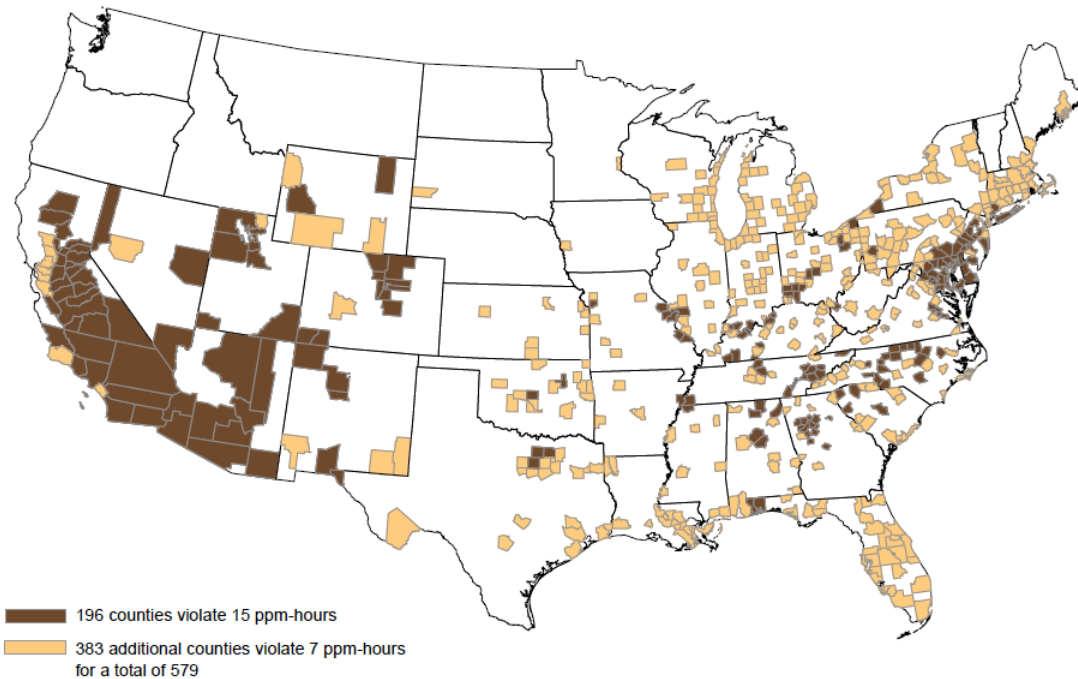 196 counties violate 15 ppm-hours
383 additional counties violate 7 ppm-hours
for a total of 579